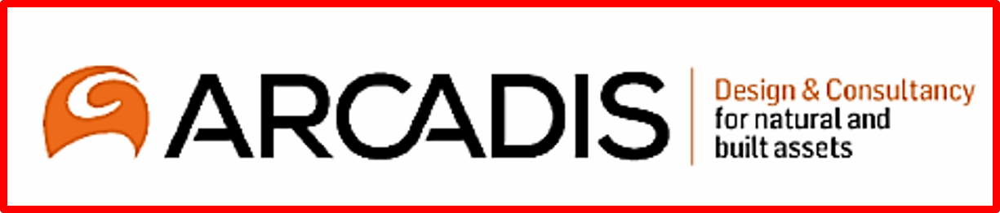 ARCADIS
Design & Consultancy
for natural and
built assets